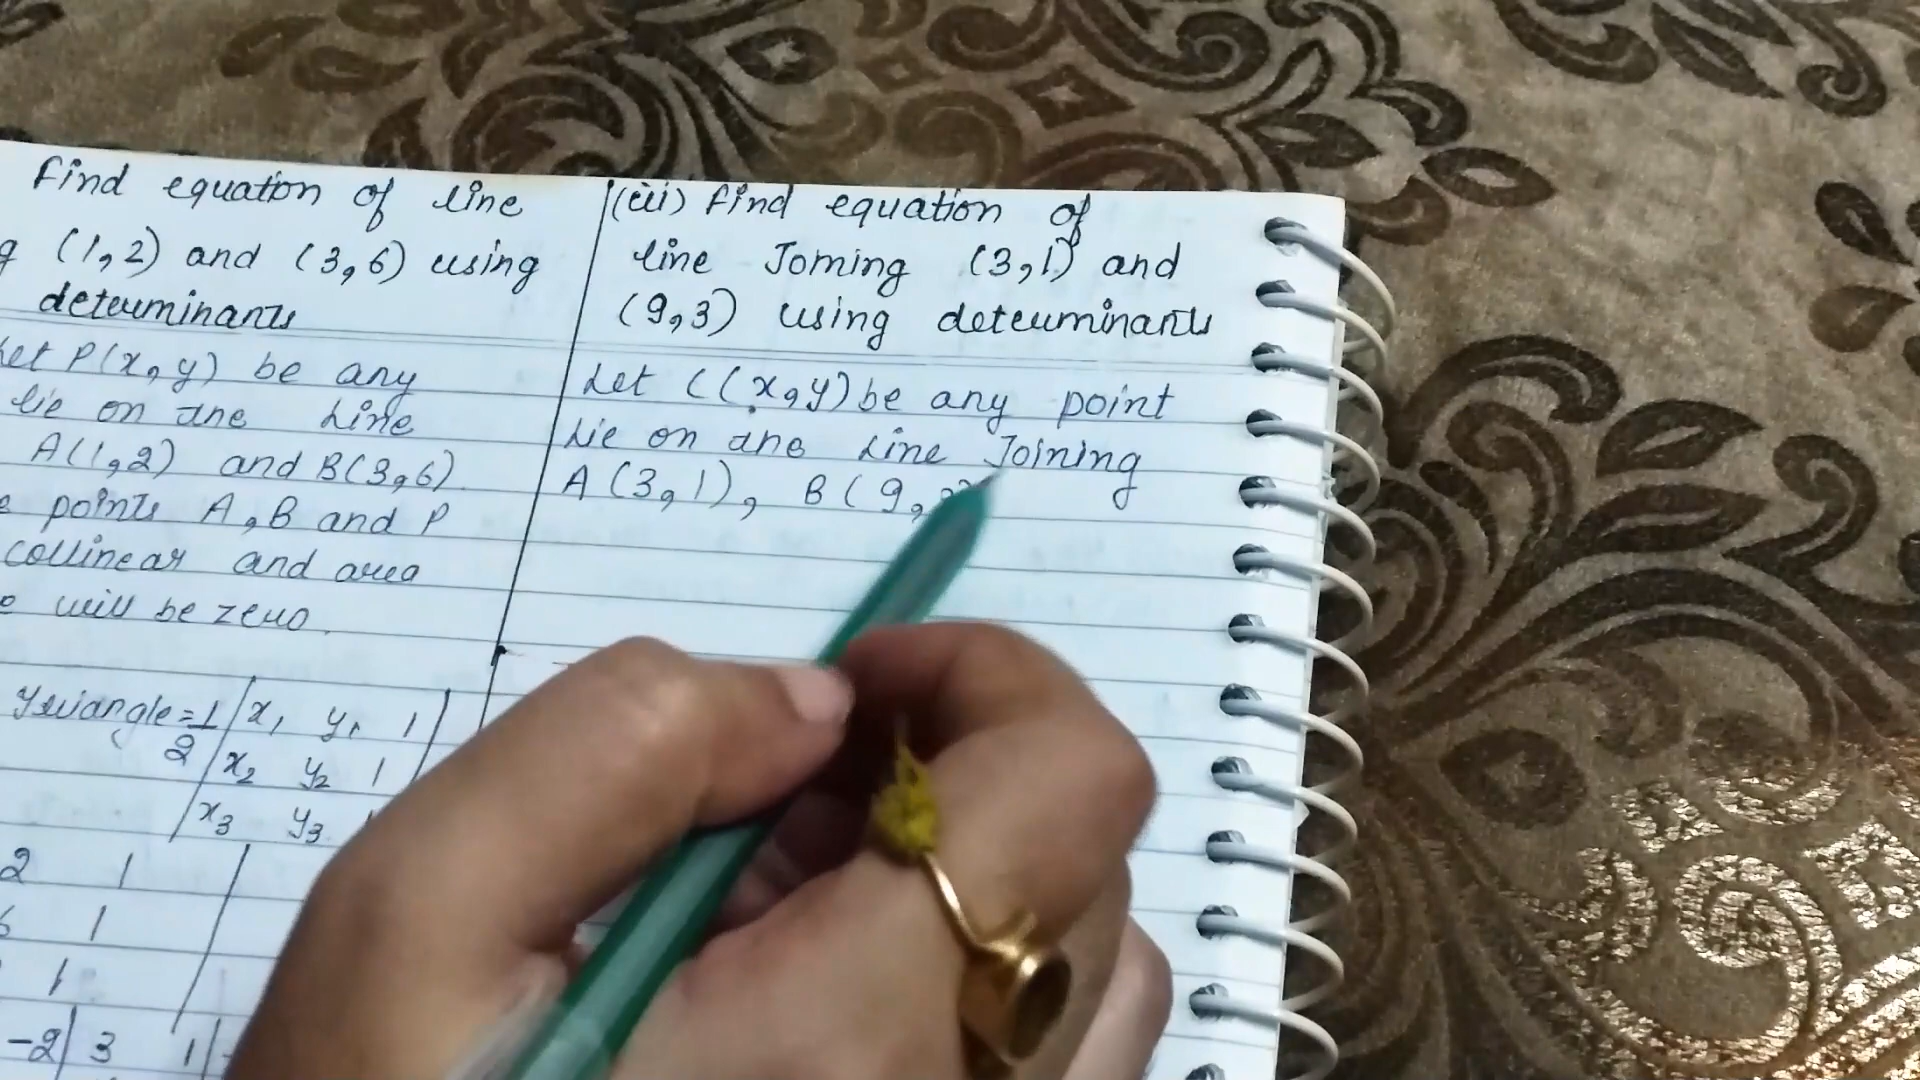 Find equation of line
(1,2) and (3,6) using
determinants
Let P(x,y) be any
lie on the line
A(1,2) and B(3,6).
points A,B and P
collinear and area
will be zero.
triangle = 1/2 | x1 y1 1 |
| x2 y2 1 |
| x3 y3
2 1 |
1
1
-2| 3 1|
(iii) Find equation of
line Joining (3,1) and
(9,3) using determinants
Let C(x,y) be any point
Lie on the Line Joining
A(3,1), B(9,